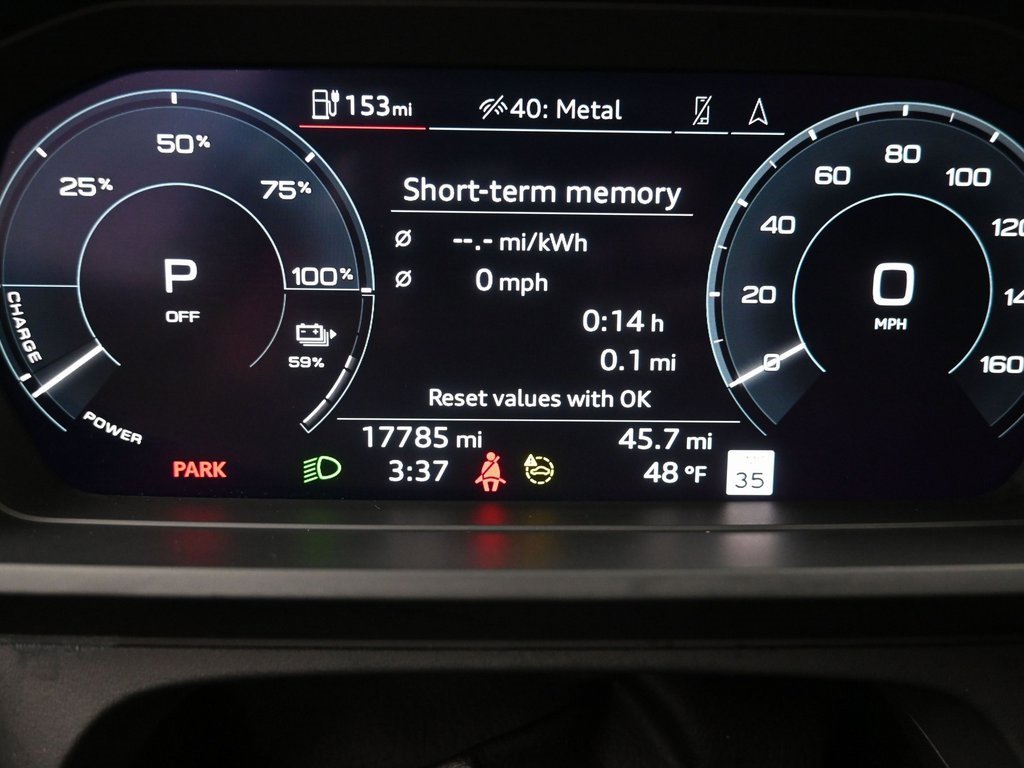 153mi
40: Metal
25%
50%
75%
100%
P
OFF
CHARGE
POWER
59%
Short-term memory
Ø --.- mi/kWh
Ø 0 mph
0:14 h
0.1 mi
Reset values with OK
17785 mi
45.7 mi
PARK
3:37
48 °F
35
0
20
40
60
80
100
160
0
MPH